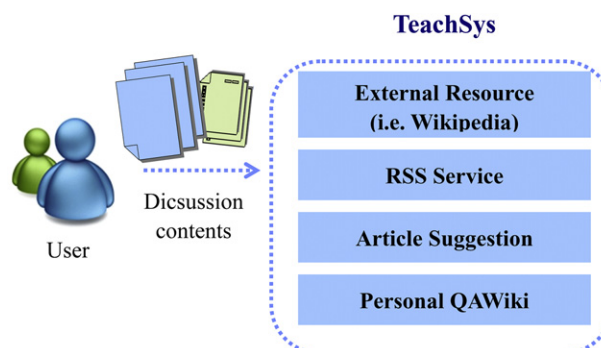 TeachSys
External Resource
(i.e. Wikipedia)
RSS Service
Dicsussion
contents
Article Suggestion
User
Personal QAWiki